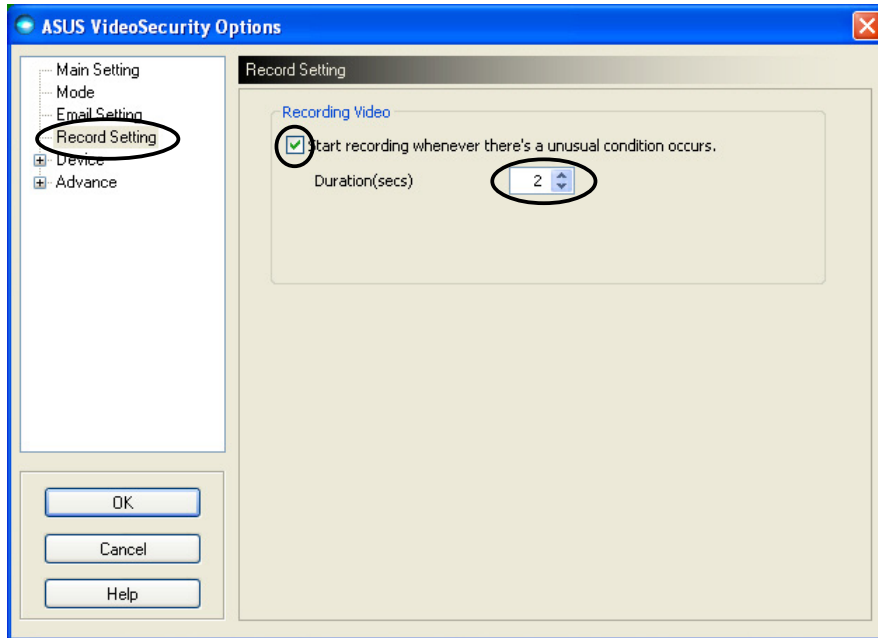 ASUS VideoSecurity Options
Main Setting
Mode
Email Setting
Record Setting
Device
Advance
OK
Cancel
Help
Record Setting
Recording Video
Start recording whenever there's a unusual condition occurs.
Duration(secs) 2